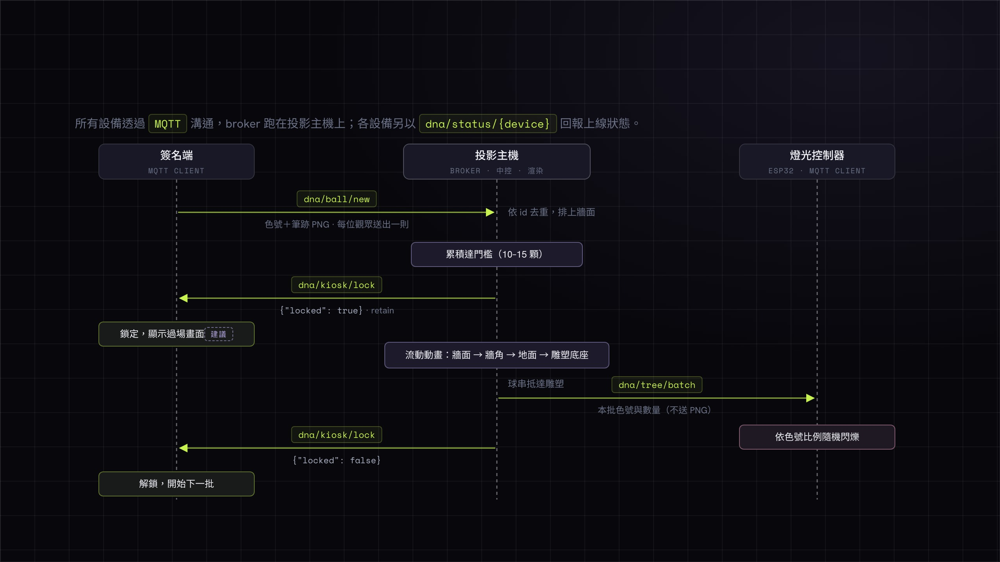 所有設備透過 MQTT 溝通，broker 跑在投影主機上；各設備另以 dna/status/{device} 回報上線狀態。
簽名端
MQTT CLIENT
投影主機
BROKER · 中控 · 渲染
燈光控制器
ESP32 · MQTT CLIENT
dna/ball/new
依 id 去重，排上牆面
色號＋筆跡 PNG · 每位觀眾送出一則
累積達門檻（10–15 顆）
dna/kiosk/lock
{"locked": true} · retain
鎖定，顯示過場畫面 建議
流動動畫：牆面 → 牆角 → 地面 → 雕塑底座
球串抵達雕塑
dna/tree/batch
本批色號與數量（不送 PNG）
dna/kiosk/lock
依色號比例隨機閃爍
{"locked": false}
解鎖，開始下一批